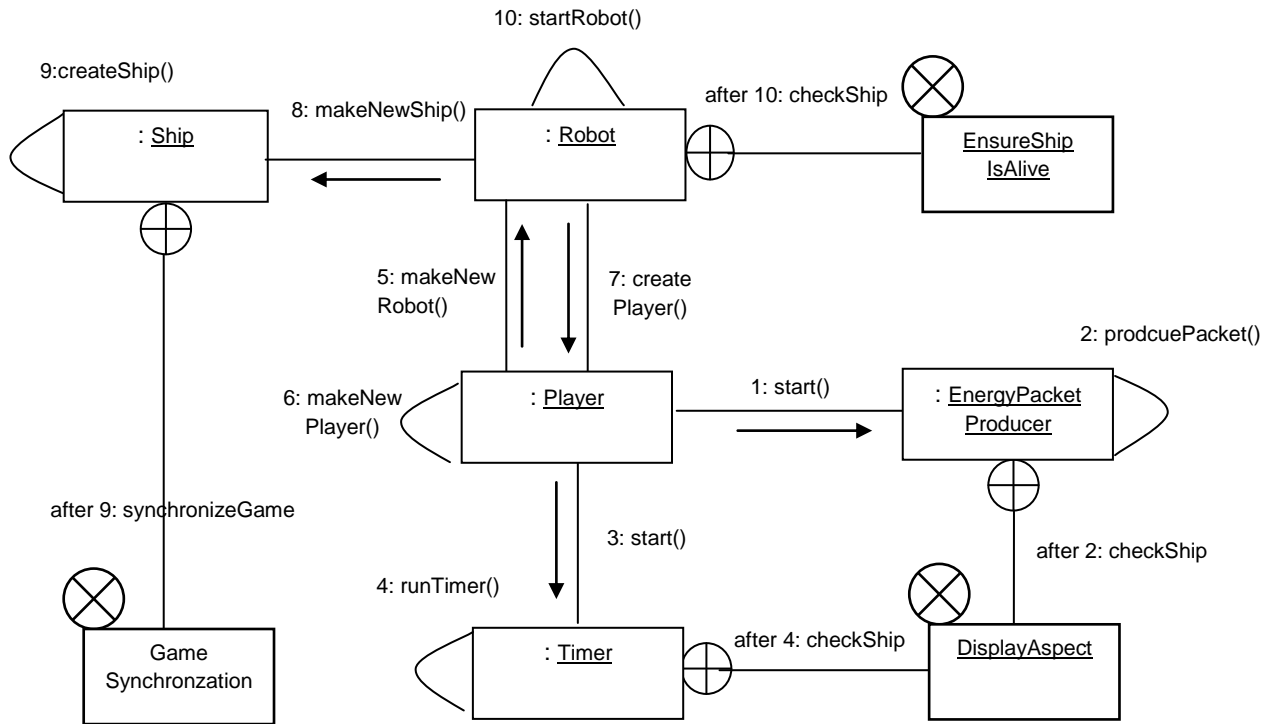 10: startRobot()
9:createShip()
8: makeNewShip()
after 10: checkShip
: Ship
: Robot
EnsureShip
IsAlive
5: makeNew
Robot()
7: create
Player()
2: prodcuePacket()
6: makeNew
Player()
: Player
1: start()
: EnergyPacket
Producer
after 9: synchronizeGame
3: start()
after 2: checkShip
4: runTimer()
Game
Synchronzation
: Timer
after 4: checkShip
DisplayAspect